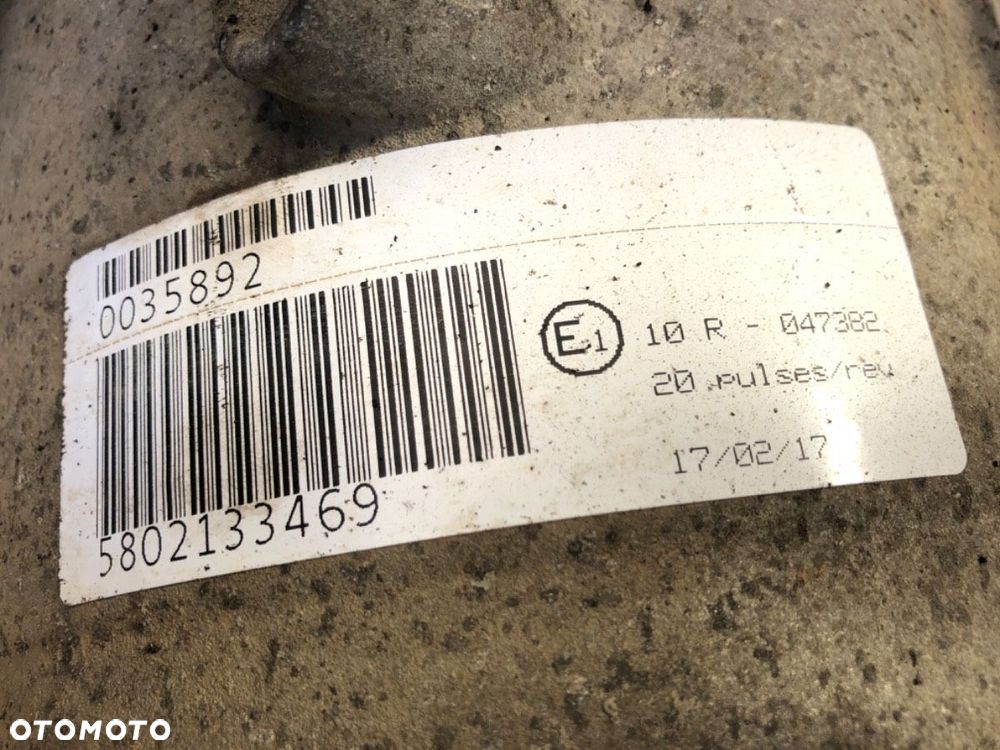 0035892
5802133469
E1 10 R - 047382
20 pulses/rev
17/02/17
OTOMOTO